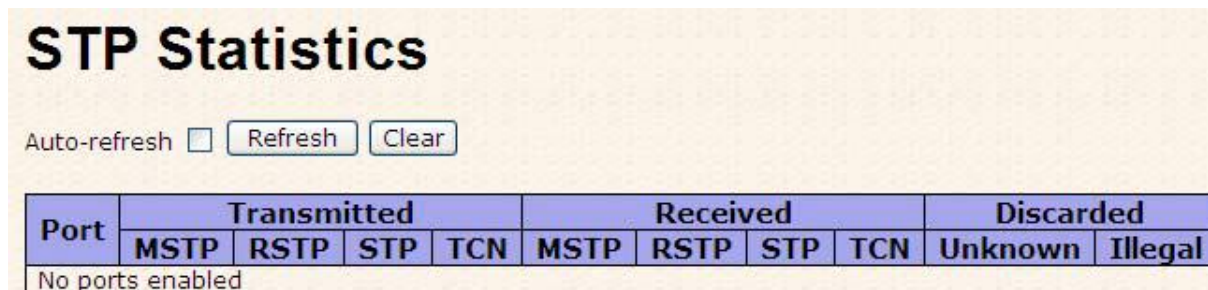 STP Statistics
Auto-refresh Refresh Clear
Port Transmitted Received Discarded
MSTP RSTP STP TCN MSTP RSTP STP TCN Unknown Illegal
No ports enabled